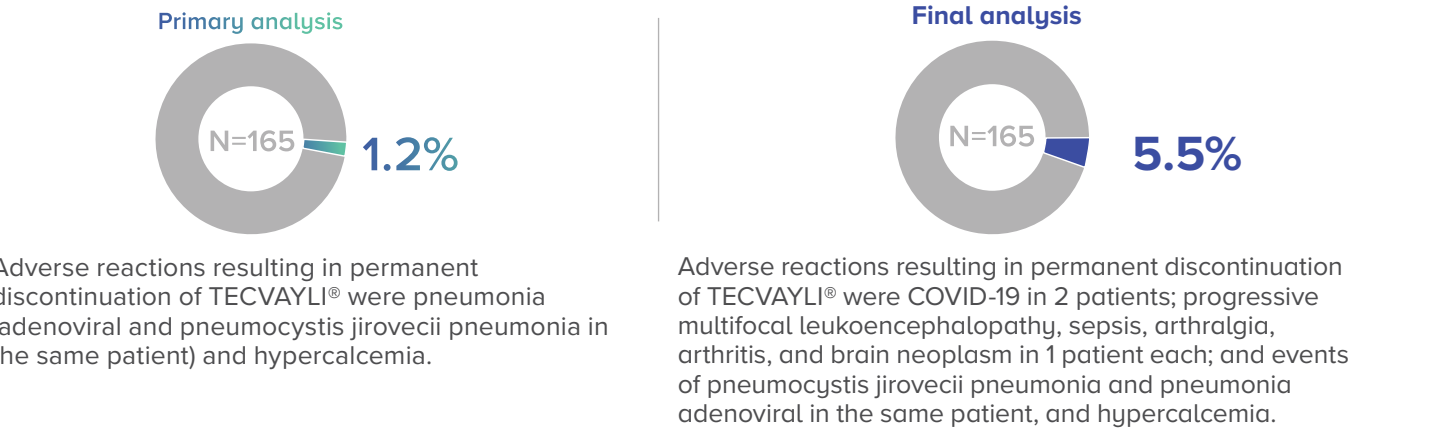 Primary analysis
N=165
1.2%
Adverse reactions resulting in permanent
discontinuation of TECVAYLI® were pneumonia
adenoviral and pneumocystis jirovecii pneumonia in
he same patient) and hypercalcemia.
Final analysis
N=165
5.5%
Adverse reactions resulting in permanent discontinuation
of TECVAYLI® were COVID-19 in 2 patients; progressive
multifocal leukoencephalopathy, sepsis, arthralgia,
arthritis, and brain neoplasm in 1 patient each; and events
of pneumocystis jirovecii pneumonia and pneumonia
adenoviral in the same patient, and hypercalcemia.